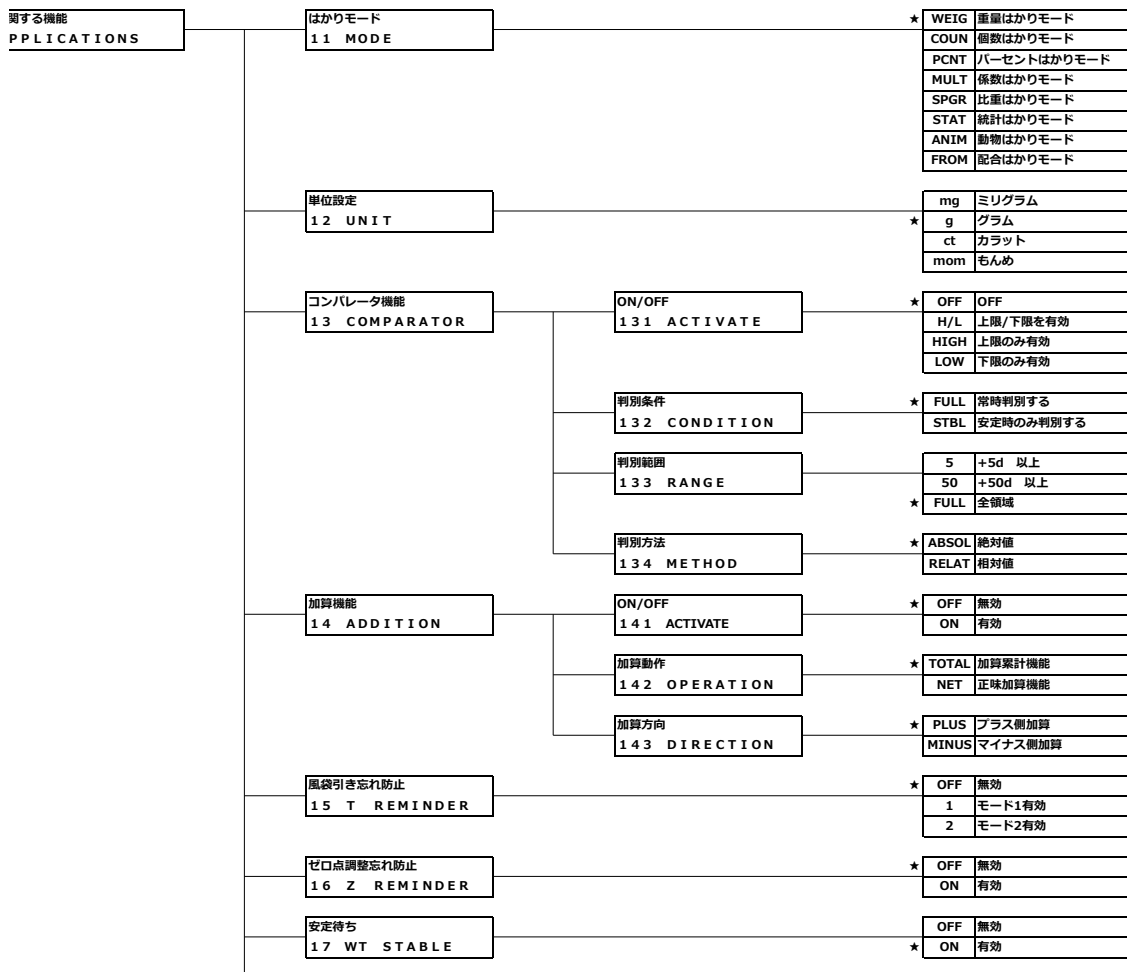 関する機能
PPLICATIONS
はかりモード
11 MODE
★ WEIG 重量はかりモード
COUN 個数はかりモード
PCNT パーセントはかりモード
MULT 係数はかりモード
SPGR 比重はかりモード
STAT 統計はかりモード
ANIM 動物はかりモード
FROM 配合はかりモード
単位設定
12 UNIT
mg ミリグラム
★ g グラム
ct カラット
mom もんめ
コンパレータ機能
13 COMPARATOR
ON/OFF
131 ACTIVATE
★ OFF OFF
H/L 上限/下限を有効
HIGH 上限のみ有効
LOW 下限のみ有効
判別条件
132 CONDITION
★ FULL 常時判別する
STBL 安定時のみ判別する
判別範囲
133 RANGE
5 +5d 以上
50 +50d 以上
★ FULL 全領域
判別方法
134 METHOD
★ ABSOL 絶対値
RELAT 相対値
加算機能
14 ADDITION
ON/OFF
141 ACTIVATE
★ OFF 無効
ON 有効
加算動作
142 OPERATION
★ TOTAL 加算累計機能
NET 正味加算機能
加算方向
143 DIRECTION
★ PLUS プラス側加算
MINUS マイナス側加算
風袋引き忘れ防止
15 T REMINDER
★ OFF 無効
1 モード1有効
2 モード2有効
ゼロ点調整忘れ防止
16 Z REMINDER
★ OFF 無効
ON 有効
安定待ち
17 WT STABLE
OFF 無効
★ ON 有効